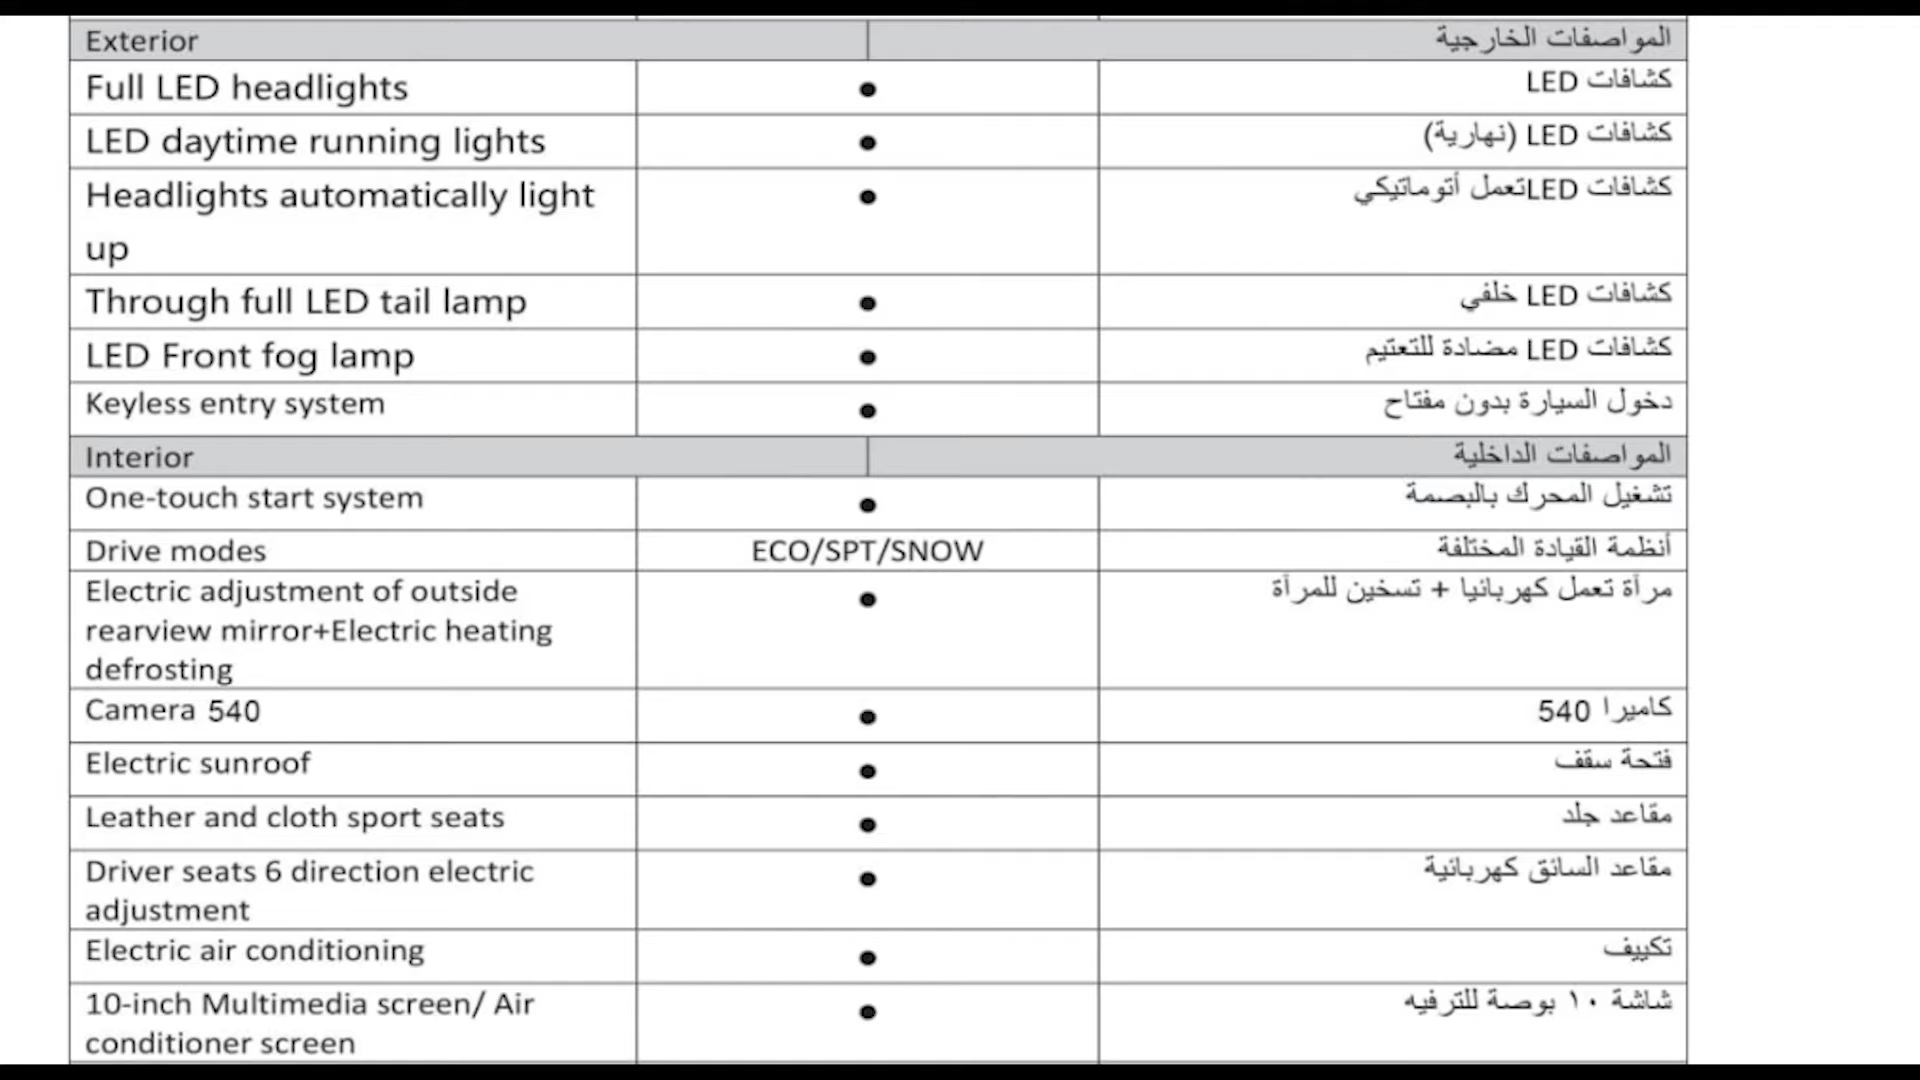 Exterior المواصفات الخارجية
Full LED headlights ● كشافات LED
LED daytime running lights ● كشافات LED (نهارية)
Headlights automatically light ● كشافات LEDتعمل أتوماتيكي
up
Through full LED tail lamp ● كشافات LED خلفي
LED Front fog lamp ● كشافات LED مضادة للتعتيم
Keyless entry system ● دخول السيارة بدون مفتاح
Interior المواصفات الداخلية
One-touch start system ● تشغيل المحرك بالبصمة
Drive modes ECO/SPT/SNOW أنظمة القيادة المختلفة
Electric adjustment of outside ● مرآة تعمل كهربائيا + تسخين للمرآة
rearview mirror+Electric heating
defrosting
Camera 540 ● كاميرا 540
Electric sunroof ● فتحة سقف
Leather and cloth sport seats ● مقاعد جلد
Driver seats 6 direction electric ● مقاعد السائق كهربائية
adjustment
Electric air conditioning ● تكييف
10-inch Multimedia screen/ Air ● شاشة ١٠ بوصة للترفيه
conditioner screen